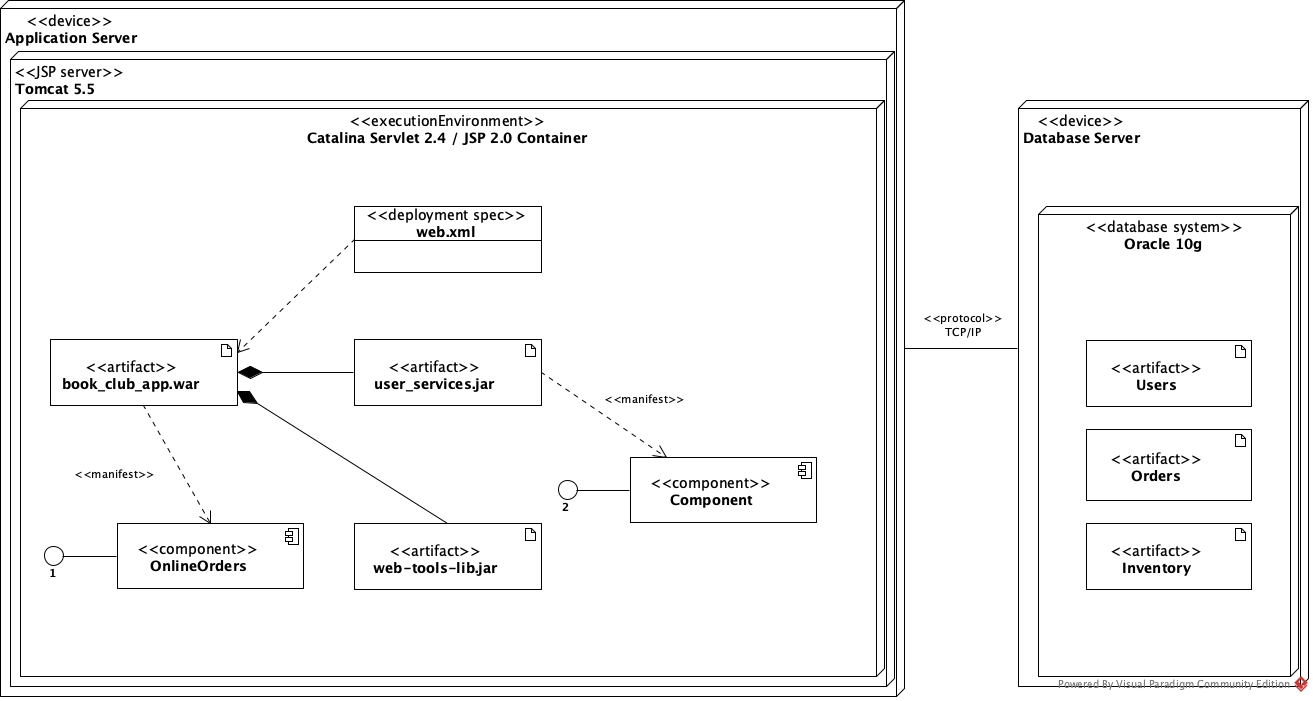 <<device>>
Application Server
<<JSP server>>
Tomcat 5.5
<<executionEnvironment>>
Catalina Servlet 2.4 / JSP 2.0 Container
<<deployment spec>>
web.xml
<<artifact>>
book_club_app.war
<<artifact>>
user_services.jar
<<manifest>>
<<manifest>>
<<component>>
Component
2
<<component>>
OnlineOrders
1
<<artifact>>
web-tools-lib.jar
<<protocol>>
TCP/IP
<<device>>
Database Server
<<database system>>
Oracle 10g
<<artifact>>
Users
<<artifact>>
Orders
<<artifact>>
Inventory
Powered By Visual Paradigm Community Edition